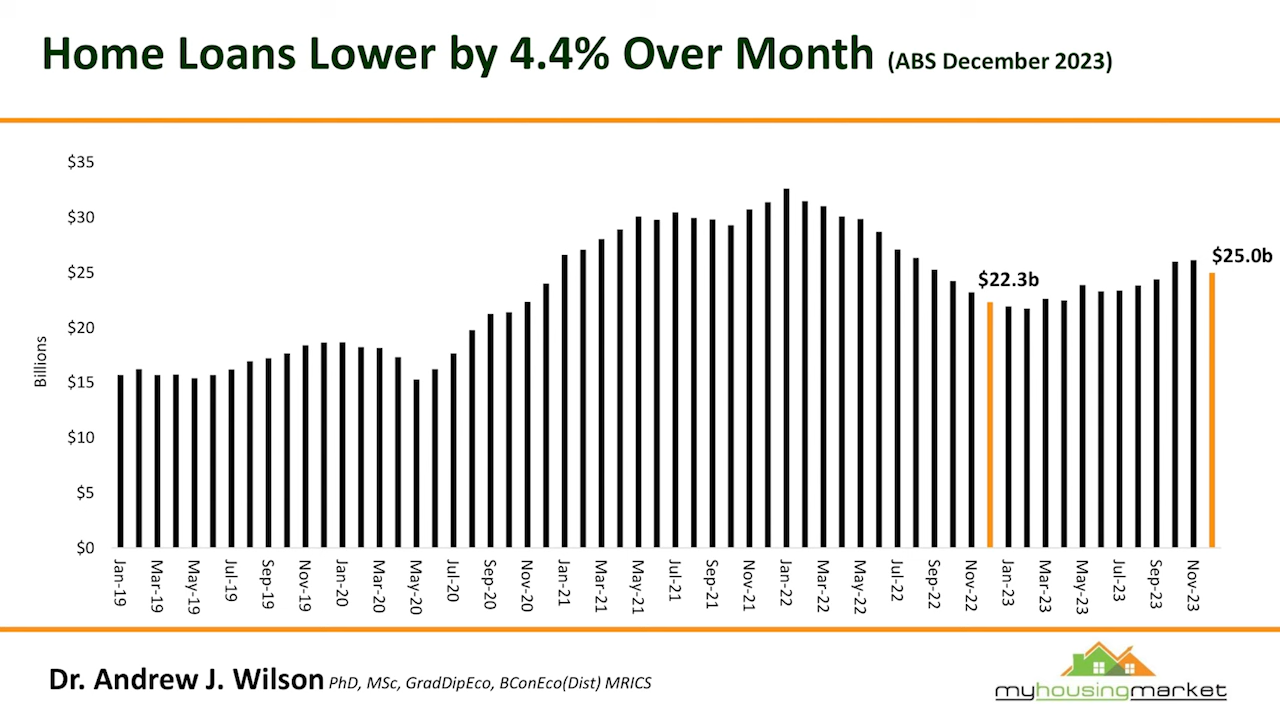 Home Loans Lower by 4.4% Over Month (ABS December 2023)
$35
$30
$25
$20
$15
$10
$5
$0
Billions
$22.3b
$25.0b
Jan-19
Mar-19
May-19
Jul-19
Sep-19
Nov-19
Jan-20
Mar-20
May-20
Jul-20
Sep-20
Nov-20
Jan-21
Mar-21
May-21
Jul-21
Sep-21
Nov-21
Jan-22
Mar-22
May-22
Jul-22
Sep-22
Nov-22
Jan-23
Mar-23
May-23
Jul-23
Sep-23
Nov-23
Dr. Andrew J. Wilson PhD, MSc, GradDipEco, BConEco(Dist) MRICS
myhousingmarket